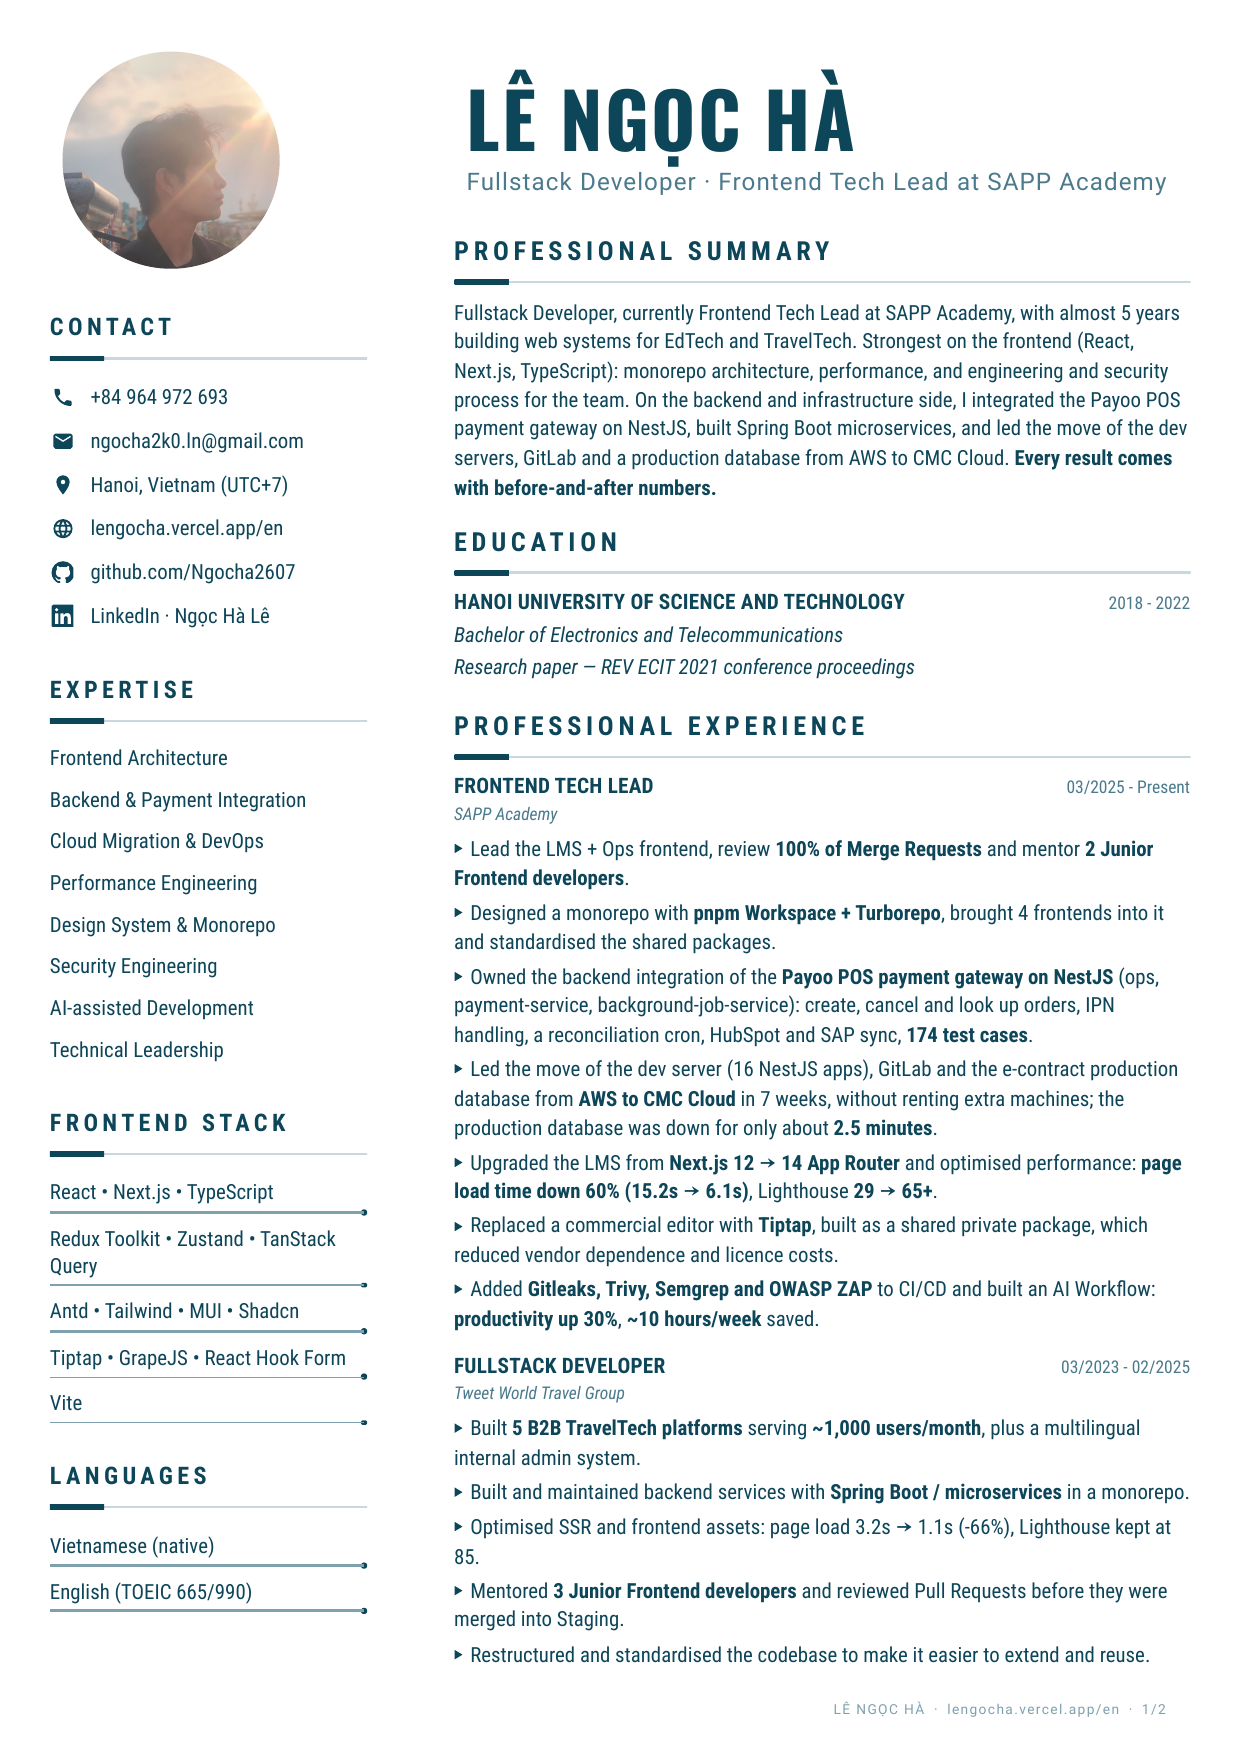 LÊ NGỌC HÀ
Fullstack Developer · Frontend Tech Lead at SAPP Academy
CONTACT
+84 964 972 693
ngocha2k0.ln@gmail.com
Hanoi, Vietnam (UTC+7)
lengocha.vercel.app/en
github.com/Ngocha2607
LinkedIn · Ngọc Hà Lê
EXPERTISE
Frontend Architecture
Backend & Payment Integration
Cloud Migration & DevOps
Performance Engineering
Design System & Monorepo
Security Engineering
AI-assisted Development
Technical Leadership
FRONTEND STACK
React • Next.js • TypeScript
Redux Toolkit • Zustand • TanStack
Query
Antd • Tailwind • MUI • Shadcn
Tiptap • GrapeJS • React Hook Form
Vite
LANGUAGES
Vietnamese (native)
English (TOEIC 665/990)
PROFESSIONAL SUMMARY
Fullstack Developer, currently Frontend Tech Lead at SAPP Academy, with almost 5 years
building web systems for EdTech and TravelTech. Strongest on the frontend (React,
Next.js, TypeScript): monorepo architecture, performance, and engineering and security
process for the team. On the backend and infrastructure side, I integrated the Payoo POS
payment gateway on NestJS, built Spring Boot microservices, and led the move of the dev
servers, GitLab and a production database from AWS to CMC Cloud. Every result comes
with before-and-after numbers.
EDUCATION
HANOI UNIVERSITY OF SCIENCE AND TECHNOLOGY 2018 - 2022
Bachelor of Electronics and Telecommunications
Research paper — REV ECIT 2021 conference proceedings
PROFESSIONAL EXPERIENCE
FRONTEND TECH LEAD 03/2025 - Present
SAPP Academy
▸ Lead the LMS + Ops frontend, review 100% of Merge Requests and mentor 2 Junior
Frontend developers.
▸ Designed a monorepo with pnpm Workspace + Turborepo, brought 4 frontends into it
and standardised the shared packages.
▸ Owned the backend integration of the Payoo POS payment gateway on NestJS (ops,
payment-service, background-job-service): create, cancel and look up orders, IPN
handling, a reconciliation cron, HubSpot and SAP sync, 174 test cases.
▸ Led the move of the dev server (16 NestJS apps), GitLab and the e-contract production
database from AWS to CMC Cloud in 7 weeks, without renting extra machines; the
production database was down for only about 2.5 minutes.
▸ Upgraded the LMS from Next.js 12 → 14 App Router and optimised performance: page
load time down 60% (15.2s → 6.1s), Lighthouse 29 → 65+.
▸ Replaced a commercial editor with Tiptap, built as a shared private package, which
reduced vendor dependence and licence costs.
▸ Added Gitleaks, Trivy, Semgrep and OWASP ZAP to CI/CD and built an AI Workflow:
productivity up 30%, ~10 hours/week saved.
FULLSTACK DEVELOPER 03/2023 - 02/2025
Tweet World Travel Group
▸ Built 5 B2B TravelTech platforms serving ~1,000 users/month, plus a multilingual
internal admin system.
▸ Built and maintained backend services with Spring Boot / microservices in a monorepo.
▸ Optimised SSR and frontend assets: page load 3.2s → 1.1s (-66%), Lighthouse kept at
85.
▸ Mentored 3 Junior Frontend developers and reviewed Pull Requests before they were
merged into Staging.
▸ Restructured and standardised the codebase to make it easier to extend and reuse.
LÊ NGỌC HÀ · lengocha.vercel.app/en · 1/2